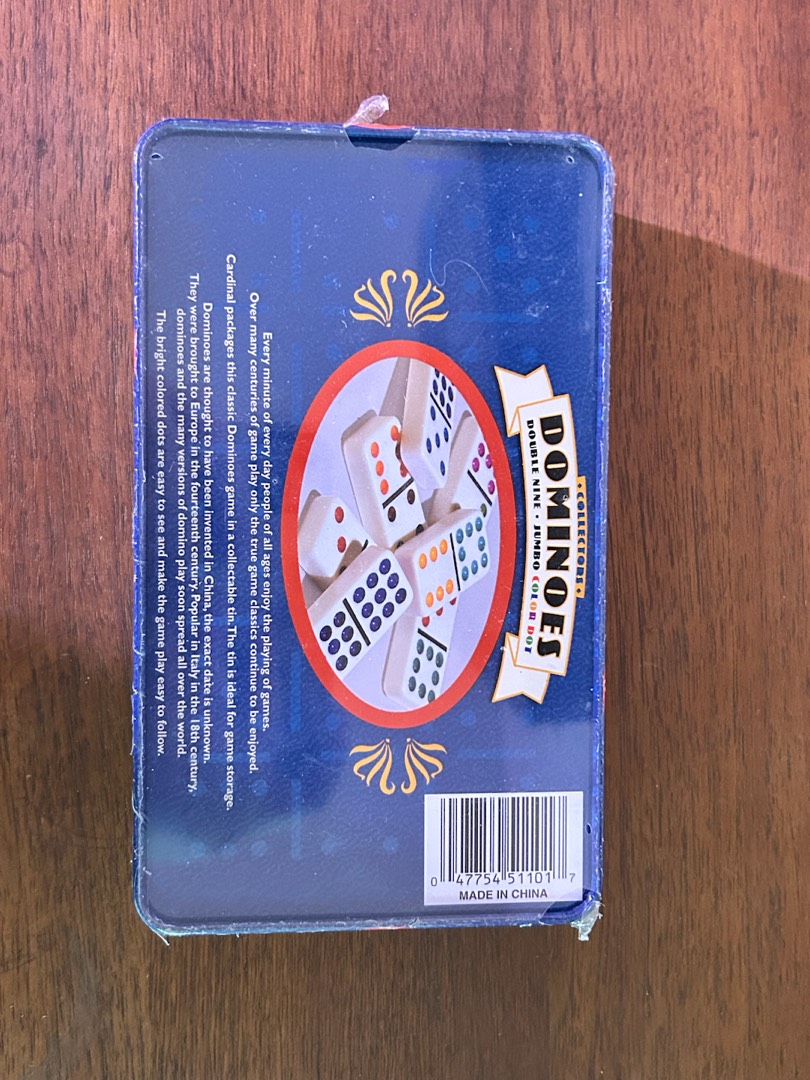 •COLLECTORS•
DOMINOES
DOUBLE NINE • JUMBO COLOR DOT
Every minute of every day people of all ages enjoy the playing of games.
Over many centuries of game play only the true game classics continue to be enjoyed.
Cardinal packages this classic Dominoes game in a collectable tin. The tin is ideal for game storage.
Dominoes are thought to have been invented in China, the exact date is unknown.
They were brought to Europe in the fourteenth century. Popular in Italy in the 18th century,
dominoes and the many versions of domino play soon spread all over the world.
The bright colored dots are easy to see and make the game play easy to follow.
0 47754 51101 7
MADE IN CHINA